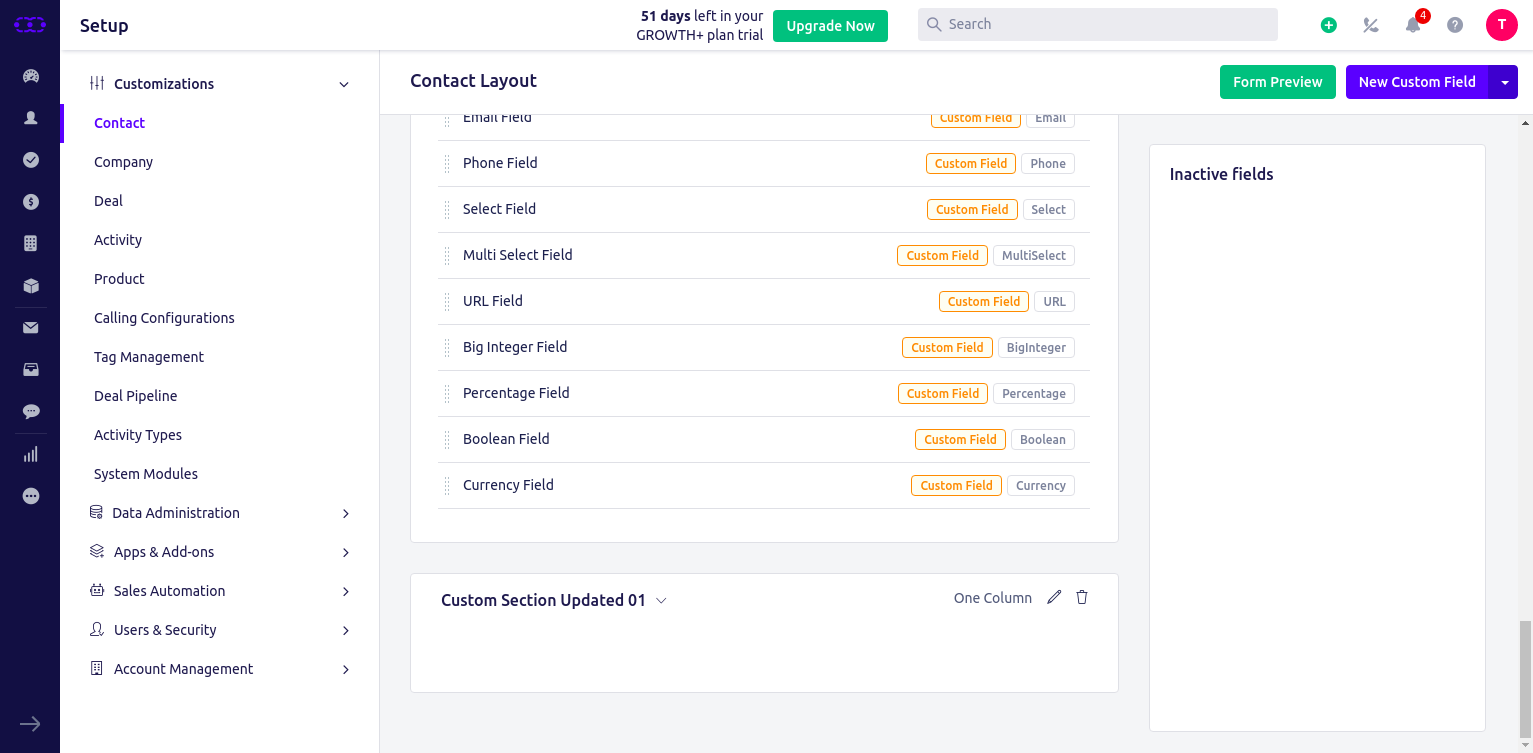 Setup
51 days left in your
GROWTH+ plan trial
Upgrade Now
Search
4
T
Customizations
Contact
Company
Deal
Activity
Product
Calling Configurations
Tag Management
Deal Pipeline
Activity Types
System Modules
Data Administration
Apps & Add-ons
Sales Automation
Users & Security
Account Management
Contact Layout
Form Preview
New Custom Field
Email Field Custom Field Email
Phone Field Custom Field Phone
Select Field Custom Field Select
Multi Select Field Custom Field MultiSelect
URL Field Custom Field URL
Big Integer Field Custom Field BigInteger
Percentage Field Custom Field Percentage
Boolean Field Custom Field Boolean
Currency Field Custom Field Currency
Custom Section Updated 01 One Column
Inactive fields